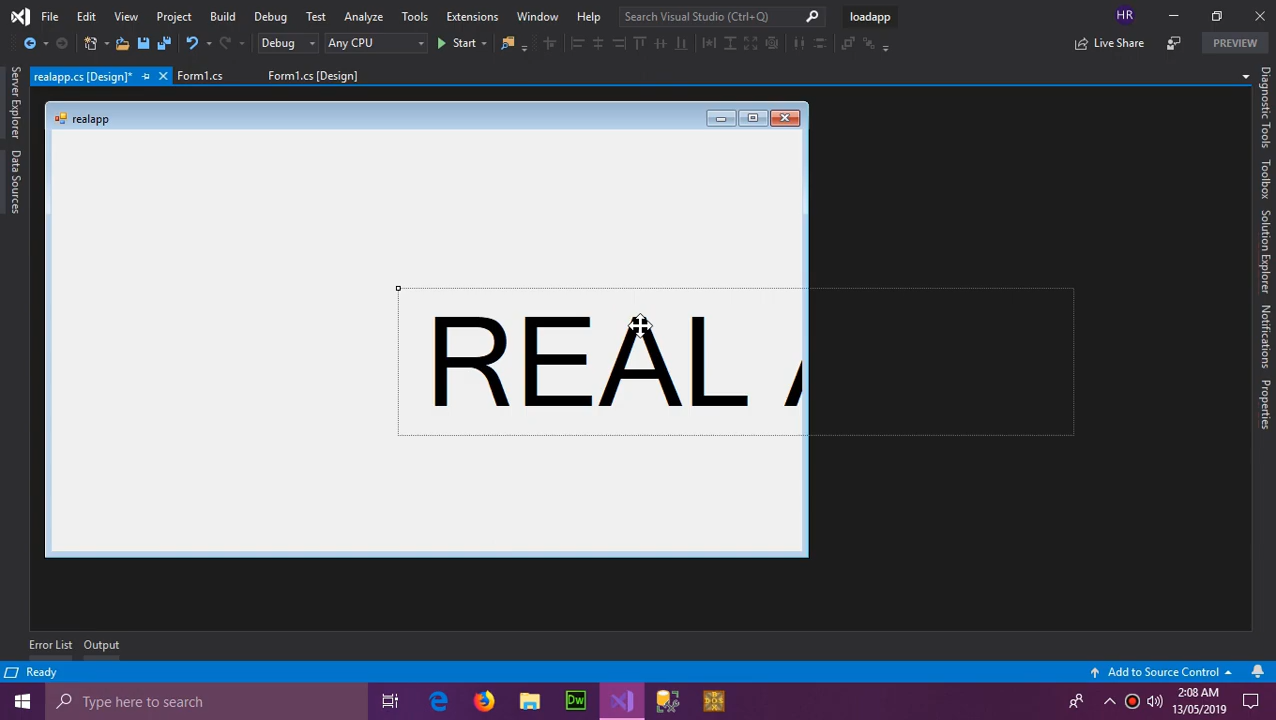 File Edit View Project Build Debug Test Analyze Tools Extensions Window Help Search Visual Studio (Ctrl+Q) loadapp HR
Debug Any CPU Start Live Share PREVIEW
realapp.cs [Design]* Form1.cs Form1.cs [Design]
Server Explorer
Data Sources
realapp
REAL A
Diagnostic Tools
Toolbox
Solution Explorer
Notifications
Properties
Error List Output
Ready Add to Source Control
Type here to search Dw 2:08 AM
13/05/2019